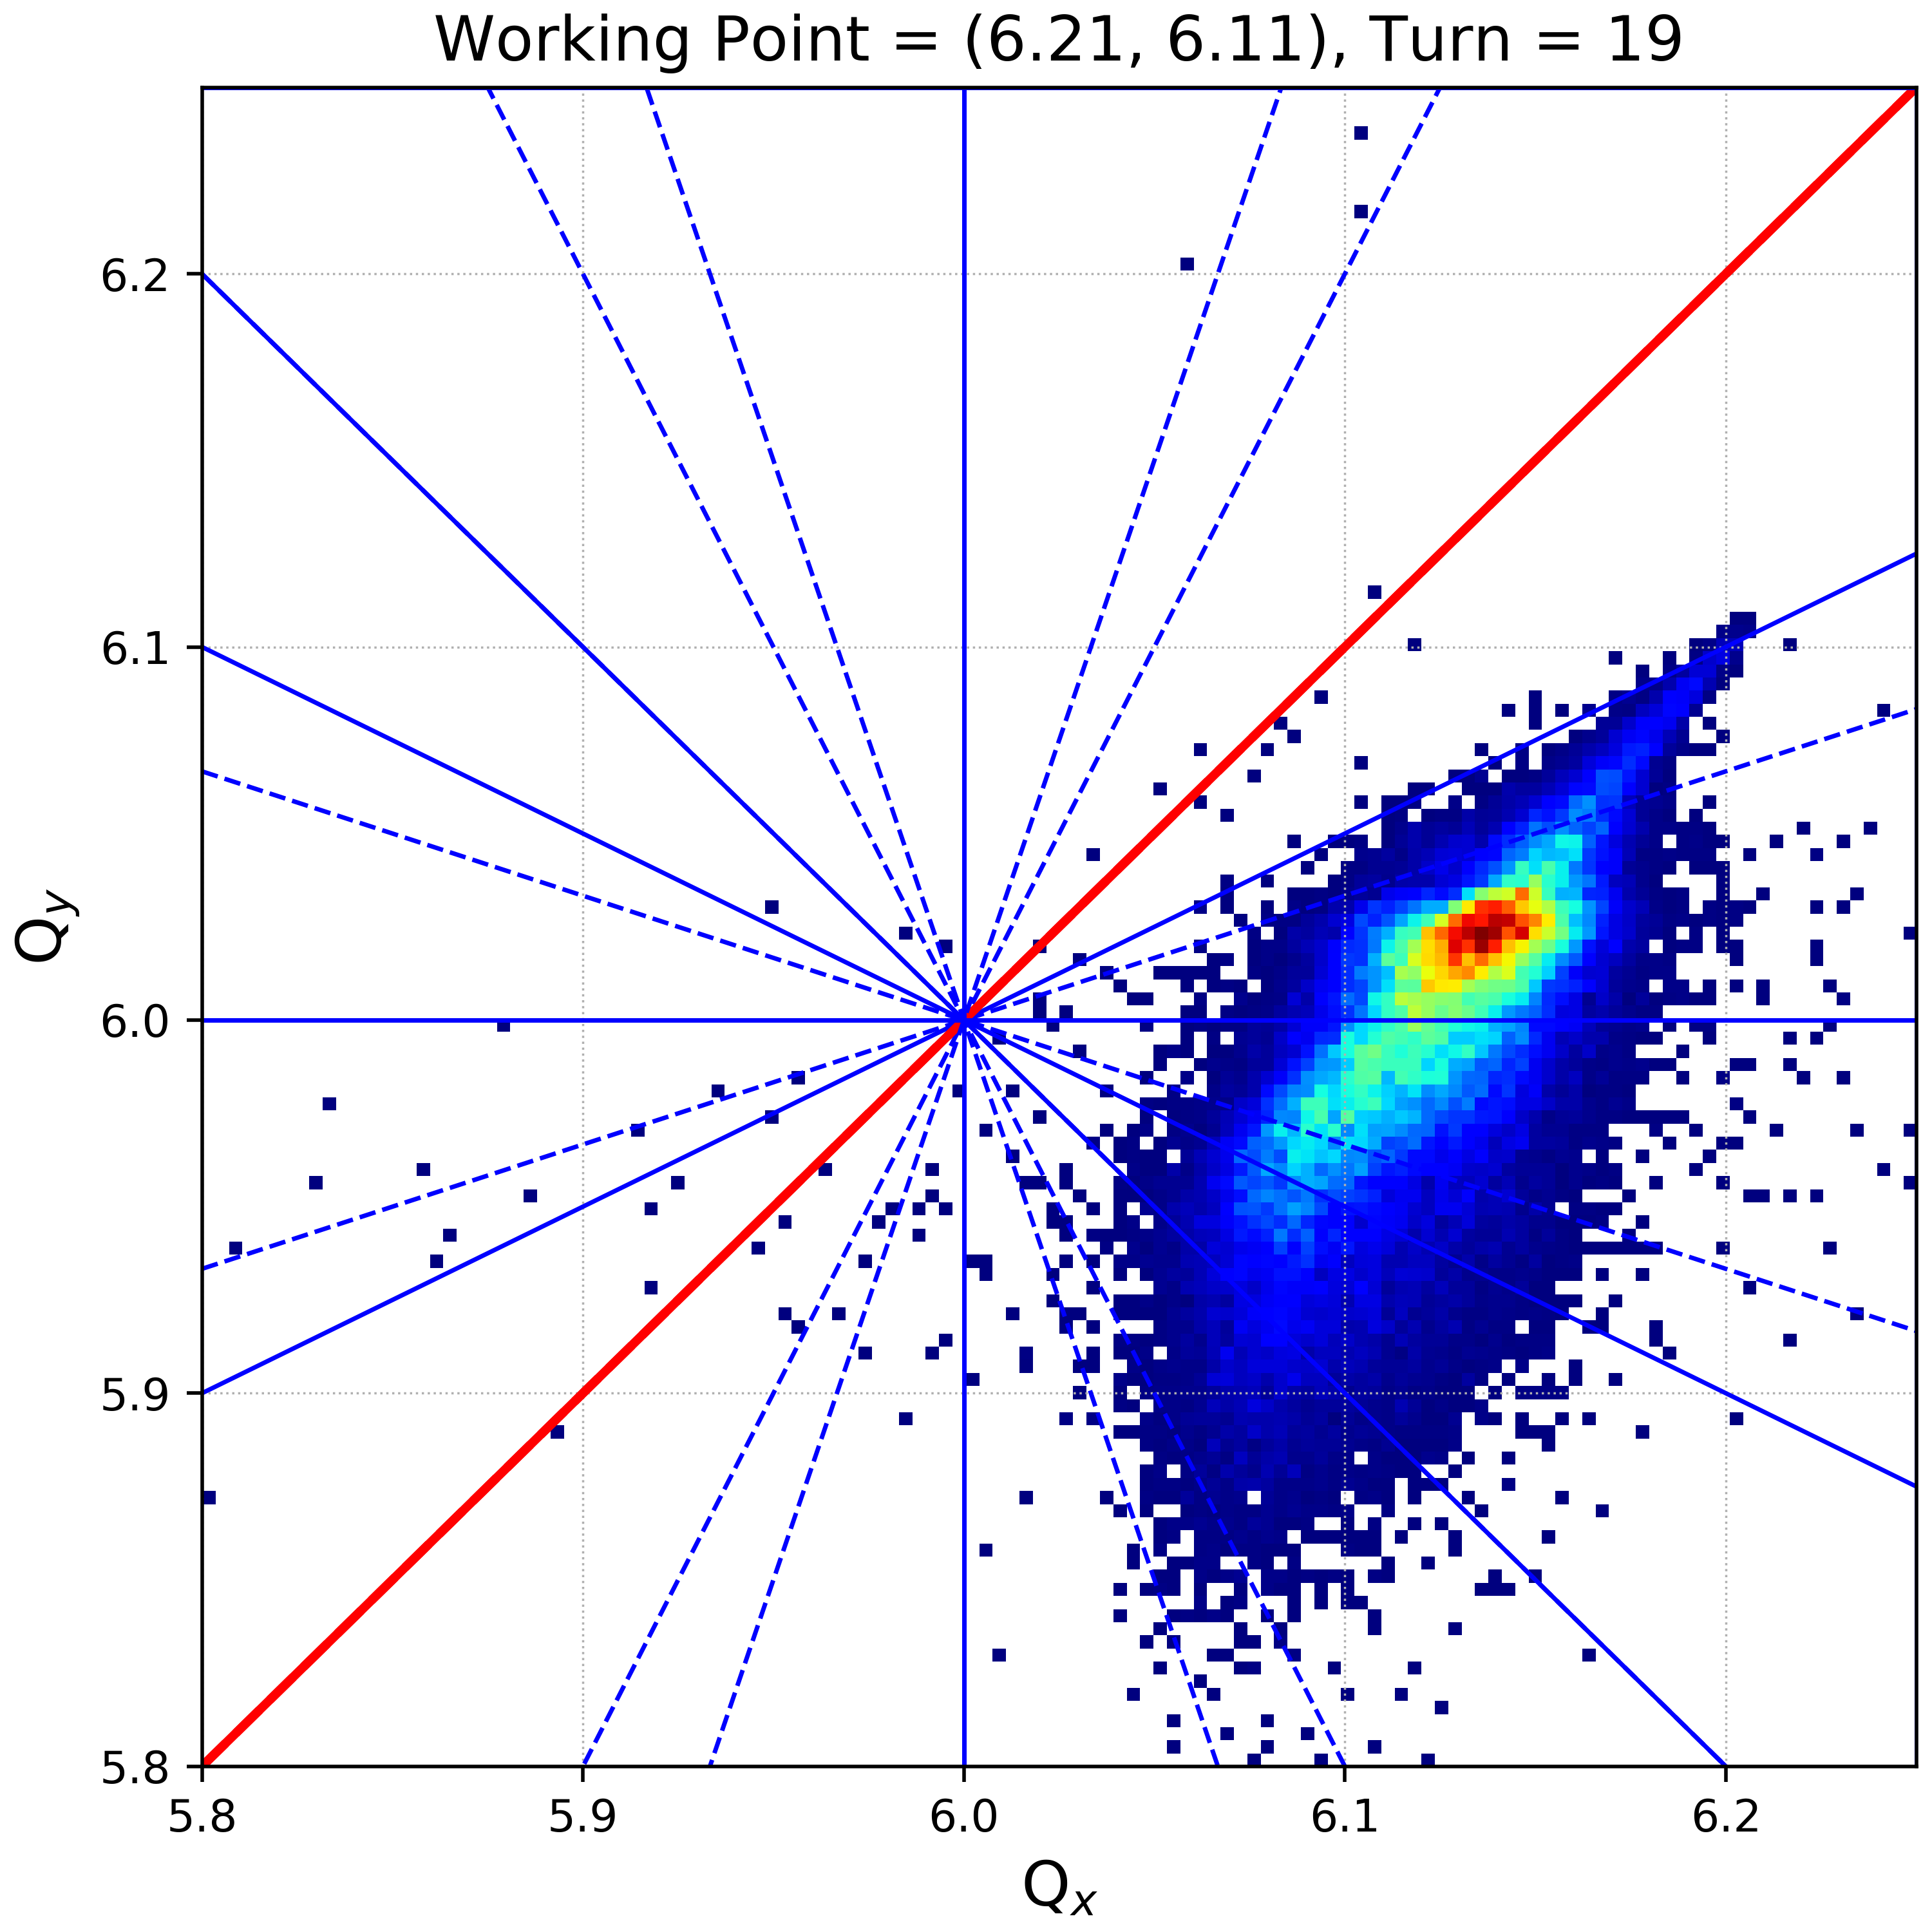 Working Point = (6.21, 6.11), Turn = 19
6.2
6.1
6.0
5.9
5.8
Qy
5.8 5.9 6.0 6.1 6.2
Qx